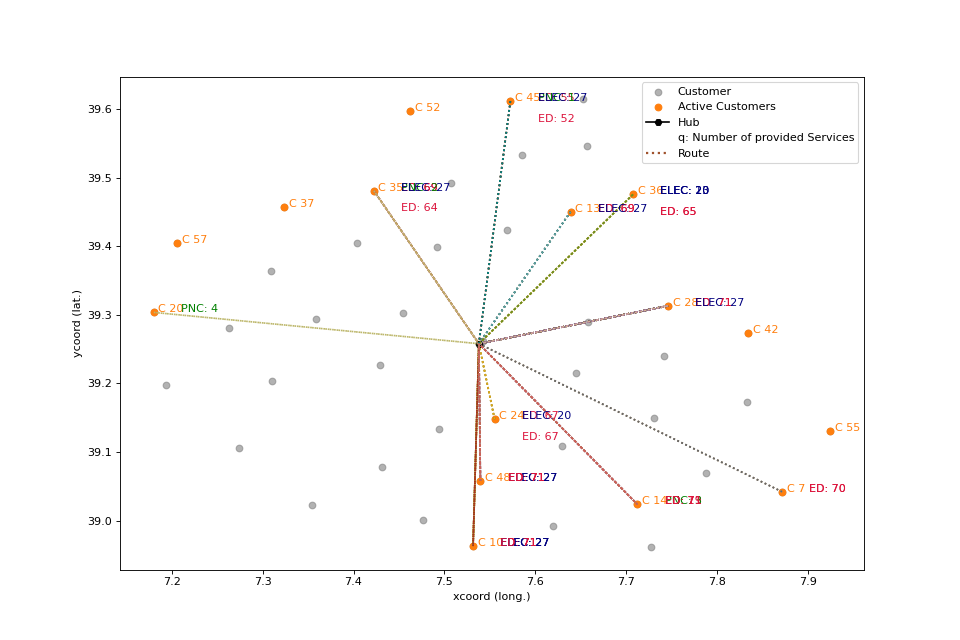 Customer
Active Customers
Hub
q: Number of provided Services
Route
39.6
39.5
39.4
39.3
39.2
39.1
39.0
ycoord (lat.)
7.2
7.3
7.4
7.5
7.6
7.7
7.8
7.9
xcoord (long.)
C 52
C 45
ED: 52
C 35
ED: 64
C 37
C 57
C 20
PNC: 4
C 13
C 36
ED: 65
C 28
C 42
C 24
ED: 67
C 55
C 48
C 14
C 7
ED: 70
C 10